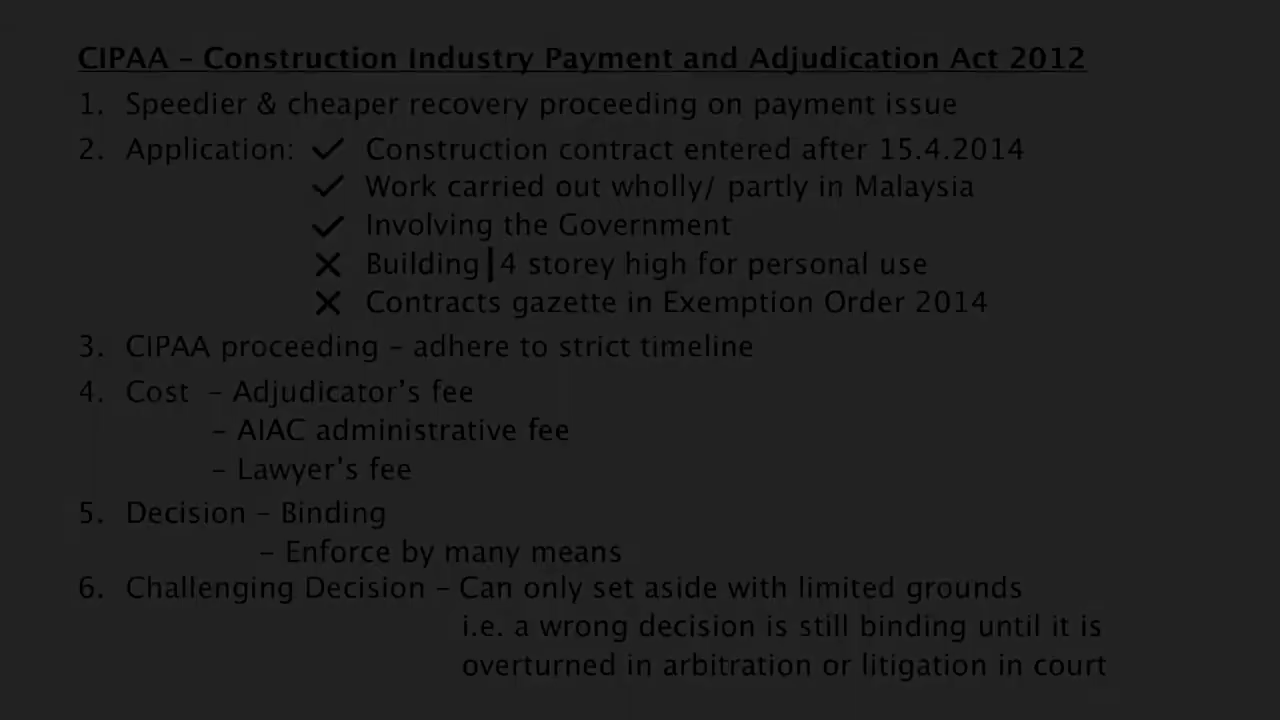 CIPAA – Construction Industry Payment and Adjudication Act 2012
1. Speedier & cheaper recovery proceeding on payment issue
2. Application: ✓ Construction contract entered after 15.4.2014
✓ Work carried out wholly/ partly in Malaysia
✓ Involving the Government
✕ Building 4 storey high for personal use
✕ Contracts gazette in Exemption Order 2014
3. CIPAA proceeding – adhere to strict timeline
4. Cost – Adjudicator's fee
– AIAC administrative fee
– Lawyer's fee
5. Decision – Binding
– Enforce by many means
6. Challenging Decision – Can only set aside with limited grounds
i.e. a wrong decision is still binding until it is
overturned in arbitration or litigation in court